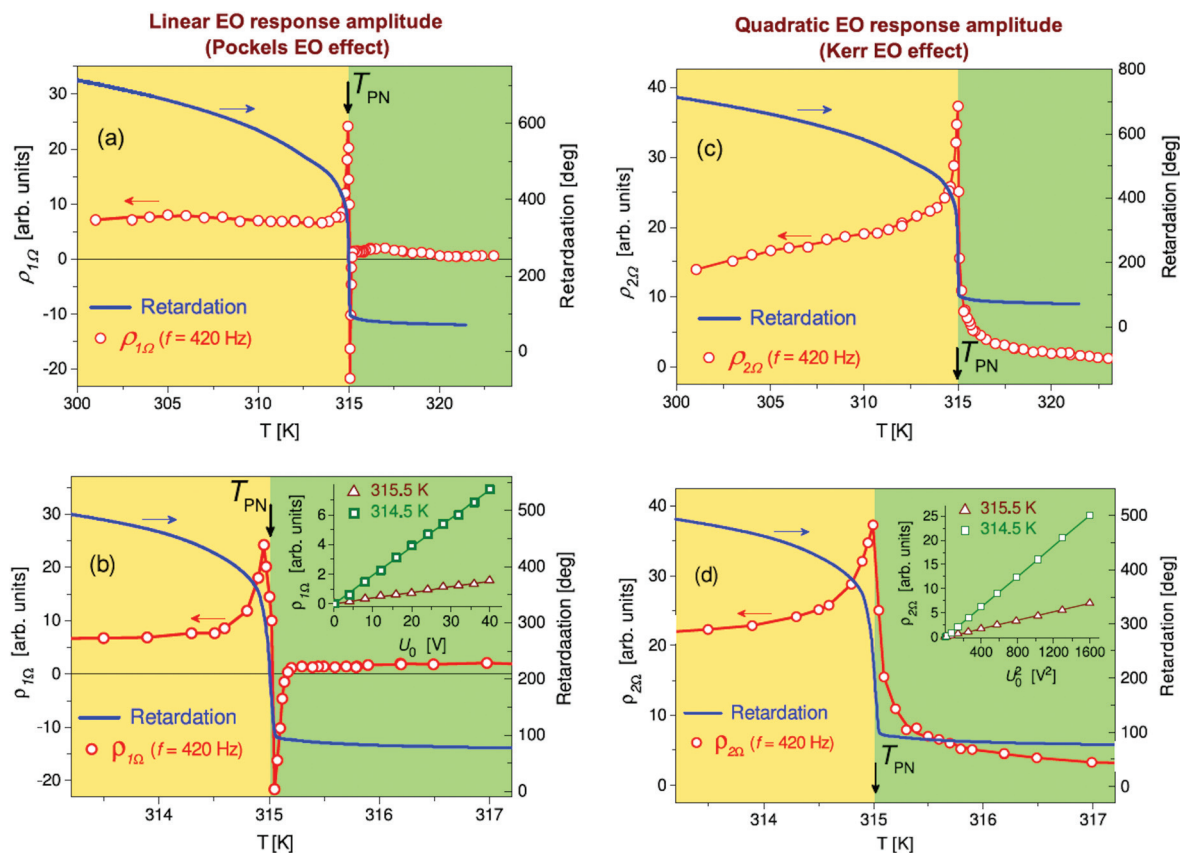 Linear EO response amplitude
(Pockels EO effect)
Quadratic EO response amplitude
(Kerr EO effect)
(a)
T_PN
30
20
10
0
-10
-20
ρ_1Ω [arb. units]
600
400
200
0
Retardaation [deg]
Retardation
ρ_1Ω (f = 420 Hz)
300 305 310 315 320
T [K]
(c)
T_PN
40
30
20
10
0
ρ_2Ω [arb. units]
800
600
400
200
0
Retardation [deg]
Retardation
ρ_2Ω (f = 420 Hz)
300 305 310 315 320
T [K]
(b)
T_PN
30
20
10
0
-10
-20
ρ_1Ω [arb. units]
500
400
300
200
100
0
Retardaation [deg]
315.5 K
314.5 K
8
6
4
2
0
ρ_1Ω [arb. units]
0 10 20 30 40
U_0 [V]
Retardation
ρ_1Ω (f = 420 Hz)
314 315 316 317
T [K]
(d)
T_PN
40
30
20
10
0
ρ_2Ω [arb. units]
500
400
300
200
100
0
Retardation [deg]
315.5 K
314.5 K
25
20
15
10
5
0
ρ_2Ω [arb. units]
400 800 1200 1600
U_0^2 [V^2]
Retardation
ρ_2Ω (f = 420 Hz)
314 315 316 317
T [K]